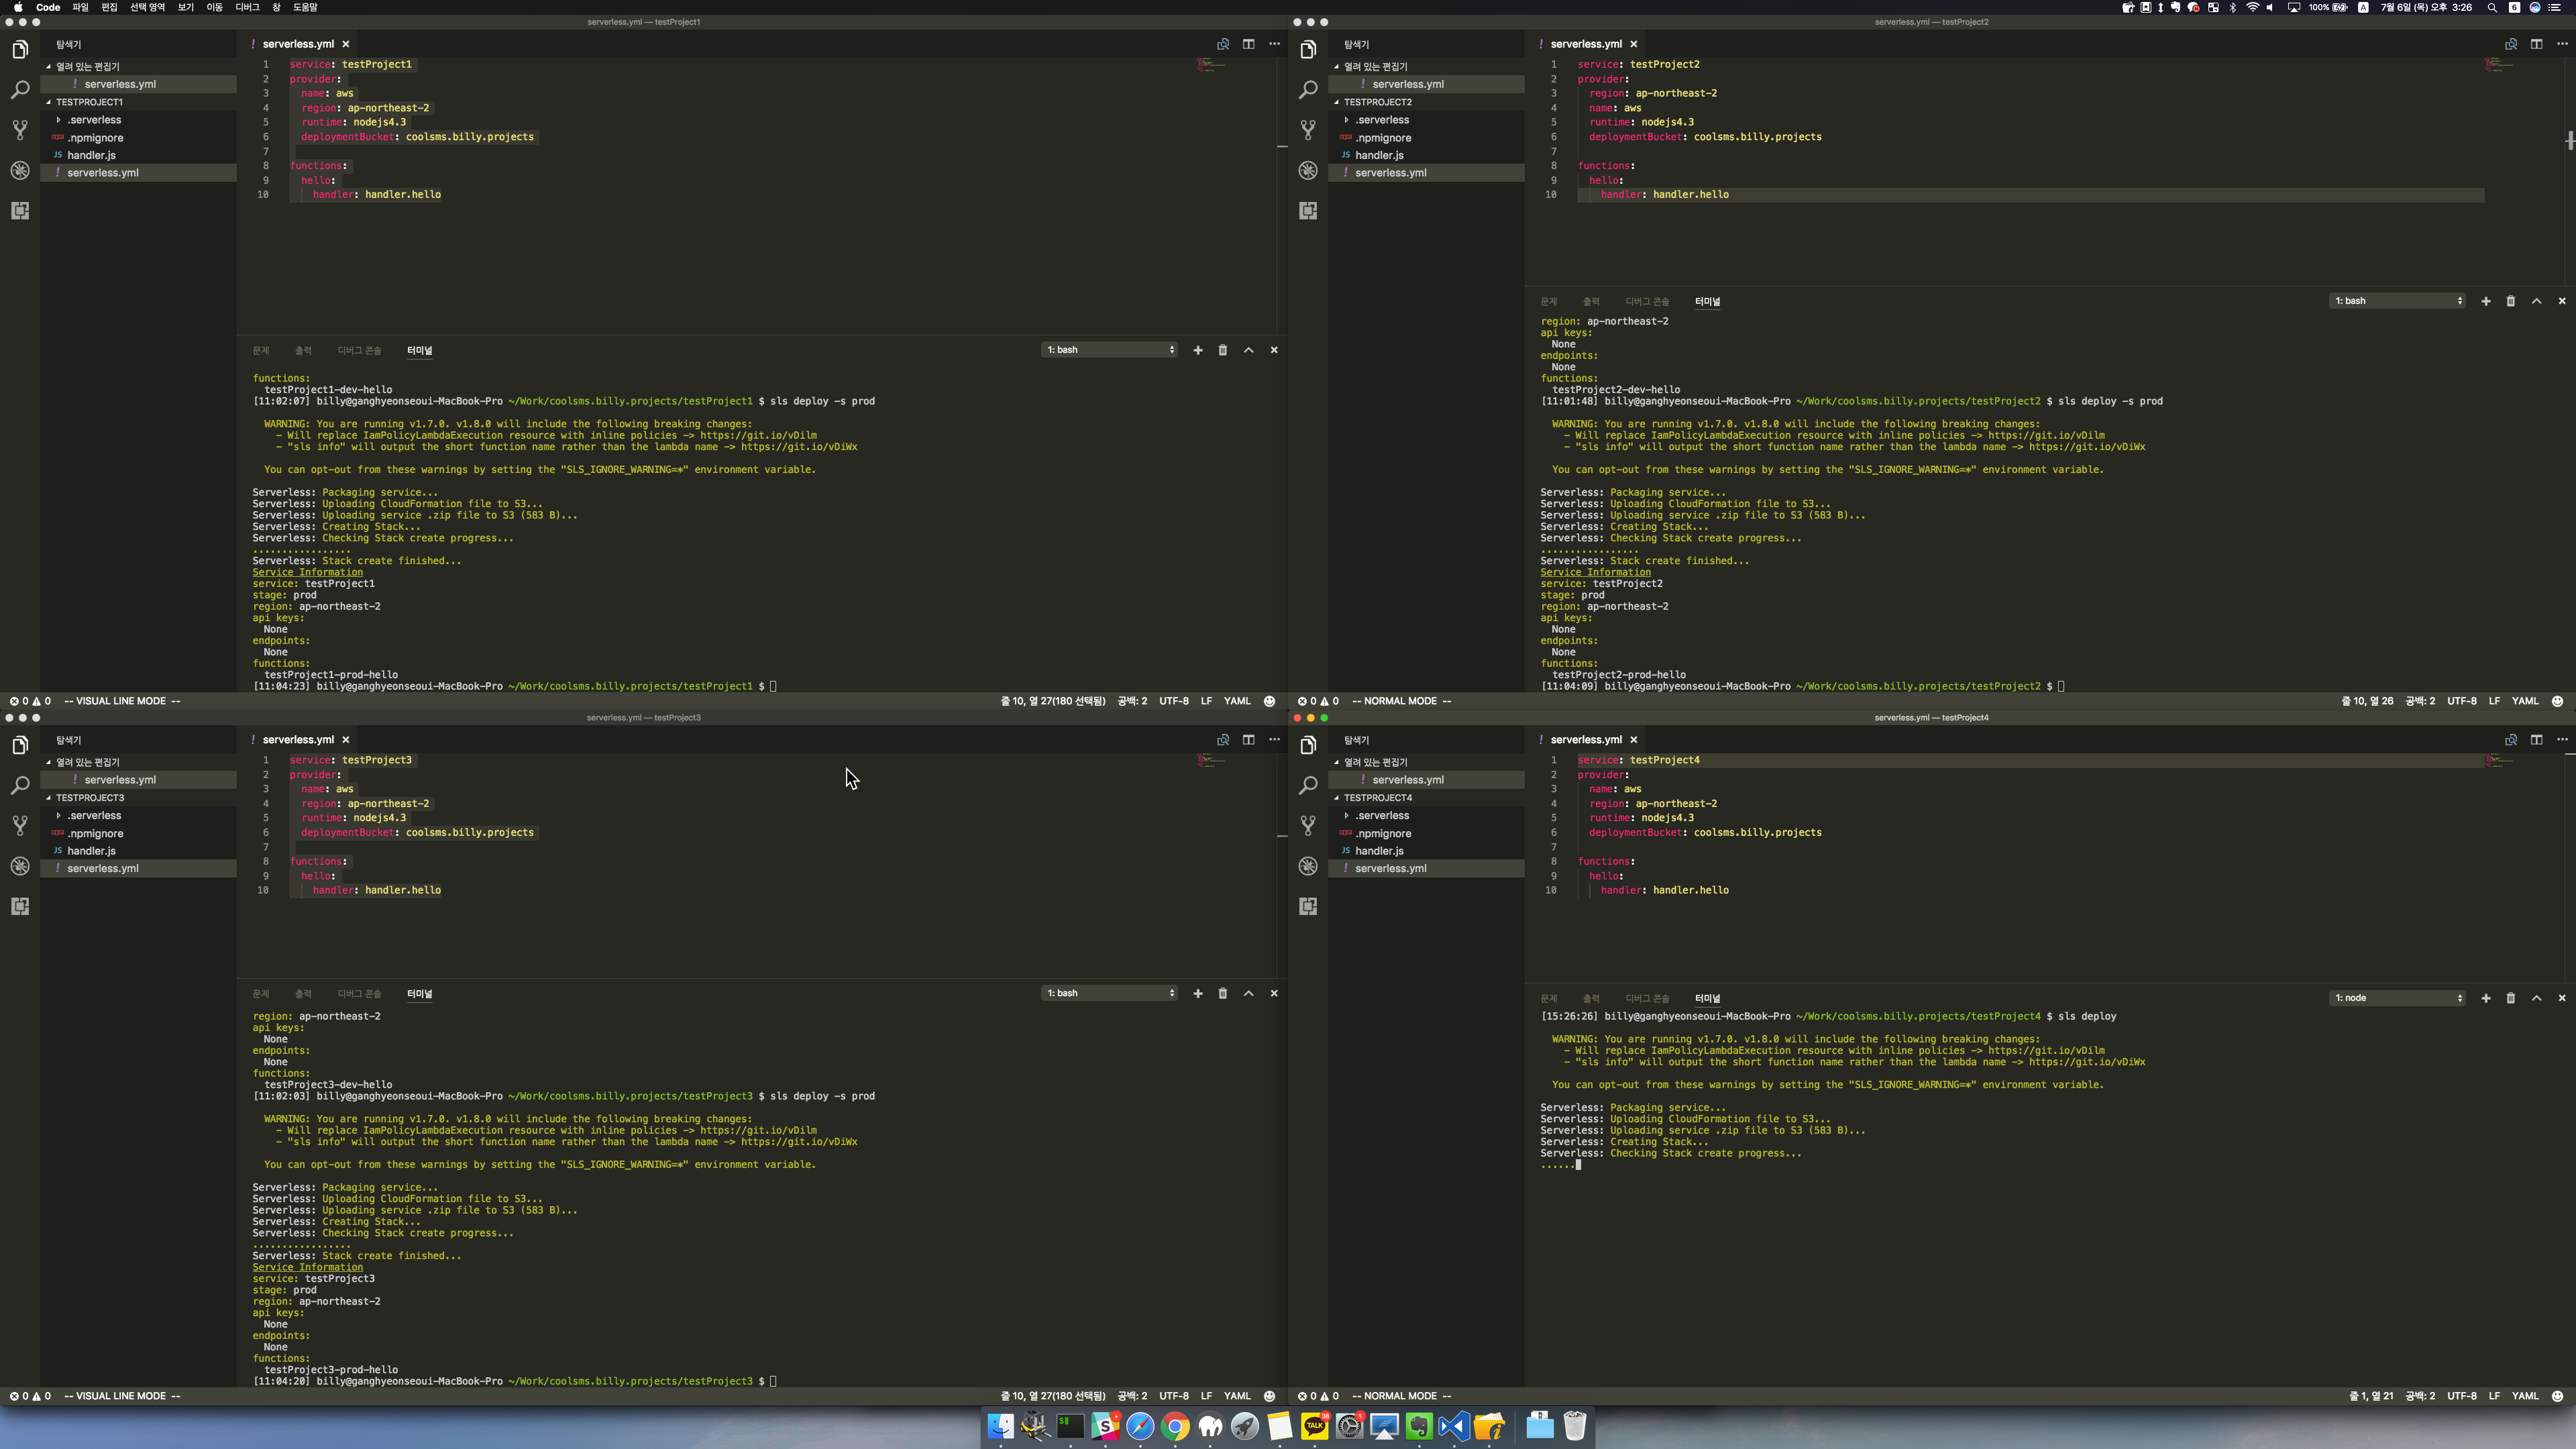 Code 파일 편집 선택 영역 보기 이동 디버그 창 도움말
100% A 7월 6일 (목) 오후 3:26 6
serverless.yml — testProject1
탐색기
열려 있는 편집기
! serverless.yml
TESTPROJECT1
.serverless
.npmignore
JS handler.js
! serverless.yml
! serverless.yml
1 service: testProject1
2 provider:
3 name: aws
4 region: ap-northeast-2
5 runtime: nodejs4.3
6 deploymentBucket: coolsms.billy.projects
7
8 functions:
9 hello:
10 handler: handler.hello
문제 출력 디버그 콘솔 터미널 1: bash
functions:
testProject1-dev-hello
[11:02:07] billy@ganghyeonseoui-MacBook-Pro ~/Work/coolsms.billy.projects/testProject1 $ sls deploy -s prod
WARNING: You are running v1.7.0. v1.8.0 will include the following breaking changes:
- Will replace IamPolicyLambdaExecution resource with inline policies -> https://git.io/vDilm
- "sls info" will output the short function name rather than the lambda name -> https://git.io/vDiWx
You can opt-out from these warnings by setting the "SLS_IGNORE_WARNING=*" environment variable.
Serverless: Packaging service...
Serverless: Uploading CloudFormation file to S3...
Serverless: Uploading service .zip file to S3 (583 B)...
Serverless: Creating Stack...
Serverless: Checking Stack create progress...
.................
Serverless: Stack create finished...
Service Information
service: testProject1
stage: prod
region: ap-northeast-2
api keys:
None
endpoints:
None
functions:
testProject1-prod-hello
[11:04:23] billy@ganghyeonseoui-MacBook-Pro ~/Work/coolsms.billy.projects/testProject1 $
0 0 -- VISUAL LINE MODE -- 줄 10, 열 27(180 선택됨) 공백: 2 UTF-8 LF YAML
serverless.yml — testProject2
탐색기
열려 있는 편집기
! serverless.yml
TESTPROJECT2
.serverless
.npmignore
JS handler.js
! serverless.yml
! serverless.yml
1 service: testProject2
2 provider:
3 region: ap-northeast-2
4 name: aws
5 runtime: nodejs4.3
6 deploymentBucket: coolsms.billy.projects
7
8 functions:
9 hello:
10 handler: handler.hello
문제 출력 디버그 콘솔 터미널 1: bash
region: ap-northeast-2
api keys:
None
endpoints:
None
functions:
testProject2-dev-hello
[11:01:48] billy@ganghyeonseoui-MacBook-Pro ~/Work/coolsms.billy.projects/testProject2 $ sls deploy -s prod
WARNING: You are running v1.7.0. v1.8.0 will include the following breaking changes:
- Will replace IamPolicyLambdaExecution resource with inline policies -> https://git.io/vDilm
- "sls info" will output the short function name rather than the lambda name -> https://git.io/vDiWx
You can opt-out from these warnings by setting the "SLS_IGNORE_WARNING=*" environment variable.
Serverless: Packaging service...
Serverless: Uploading CloudFormation file to S3...
Serverless: Uploading service .zip file to S3 (583 B)...
Serverless: Creating Stack...
Serverless: Checking Stack create progress...
.................
Serverless: Stack create finished...
Service Information
service: testProject2
stage: prod
region: ap-northeast-2
api keys:
None
endpoints:
None
functions:
testProject2-prod-hello
[11:04:09] billy@ganghyeonseoui-MacBook-Pro ~/Work/coolsms.billy.projects/testProject2 $
0 0 -- NORMAL MODE -- 줄 10, 열 26 공백: 2 UTF-8 LF YAML
serverless.yml — testProject3
탐색기
열려 있는 편집기
! serverless.yml
TESTPROJECT3
.serverless
.npmignore
JS handler.js
! serverless.yml
! serverless.yml
1 service: testProject3
2 provider:
3 name: aws
4 region: ap-northeast-2
5 runtime: nodejs4.3
6 deploymentBucket: coolsms.billy.projects
7
8 functions:
9 hello:
10 handler: handler.hello
문제 출력 디버그 콘솔 터미널 1: bash
region: ap-northeast-2
api keys:
None
endpoints:
None
functions:
testProject3-dev-hello
[11:02:03] billy@ganghyeonseoui-MacBook-Pro ~/Work/coolsms.billy.projects/testProject3 $ sls deploy -s prod
WARNING: You are running v1.7.0. v1.8.0 will include the following breaking changes:
- Will replace IamPolicyLambdaExecution resource with inline policies -> https://git.io/vDilm
- "sls info" will output the short function name rather than the lambda name -> https://git.io/vDiWx
You can opt-out from these warnings by setting the "SLS_IGNORE_WARNING=*" environment variable.
Serverless: Packaging service...
Serverless: Uploading CloudFormation file to S3...
Serverless: Uploading service .zip file to S3 (583 B)...
Serverless: Creating Stack...
Serverless: Checking Stack create progress...
.................
Serverless: Stack create finished...
Service Information
service: testProject3
stage: prod
region: ap-northeast-2
api keys:
None
endpoints:
None
functions:
testProject3-prod-hello
[11:04:20] billy@ganghyeonseoui-MacBook-Pro ~/Work/coolsms.billy.projects/testProject3 $
0 0 -- VISUAL LINE MODE -- 줄 10, 열 27(180 선택됨) 공백: 2 UTF-8 LF YAML
serverless.yml — testProject4
탐색기
열려 있는 편집기
! serverless.yml
TESTPROJECT4
.serverless
.npmignore
JS handler.js
! serverless.yml
! serverless.yml
1 service: testProject4
2 provider:
3 name: aws
4 region: ap-northeast-2
5 runtime: nodejs4.3
6 deploymentBucket: coolsms.billy.projects
7
8 functions:
9 hello:
10 handler: handler.hello
문제 출력 디버그 콘솔 터미널 1: node
[15:26:26] billy@ganghyeonseoui-MacBook-Pro ~/Work/coolsms.billy.projects/testProject4 $ sls deploy
WARNING: You are running v1.7.0. v1.8.0 will include the following breaking changes:
- Will replace IamPolicyLambdaExecution resource with inline policies -> https://git.io/vDilm
- "sls info" will output the short function name rather than the lambda name -> https://git.io/vDiWx
You can opt-out from these warnings by setting the "SLS_IGNORE_WARNING=*" environment variable.
Serverless: Packaging service...
Serverless: Uploading CloudFormation file to S3...
Serverless: Uploading service .zip file to S3 (583 B)...
Serverless: Creating Stack...
Serverless: Checking Stack create progress...
......
0 0 -- NORMAL MODE -- 줄 1, 열 21 공백: 2 UTF-8 LF YAML
TALK 38 1